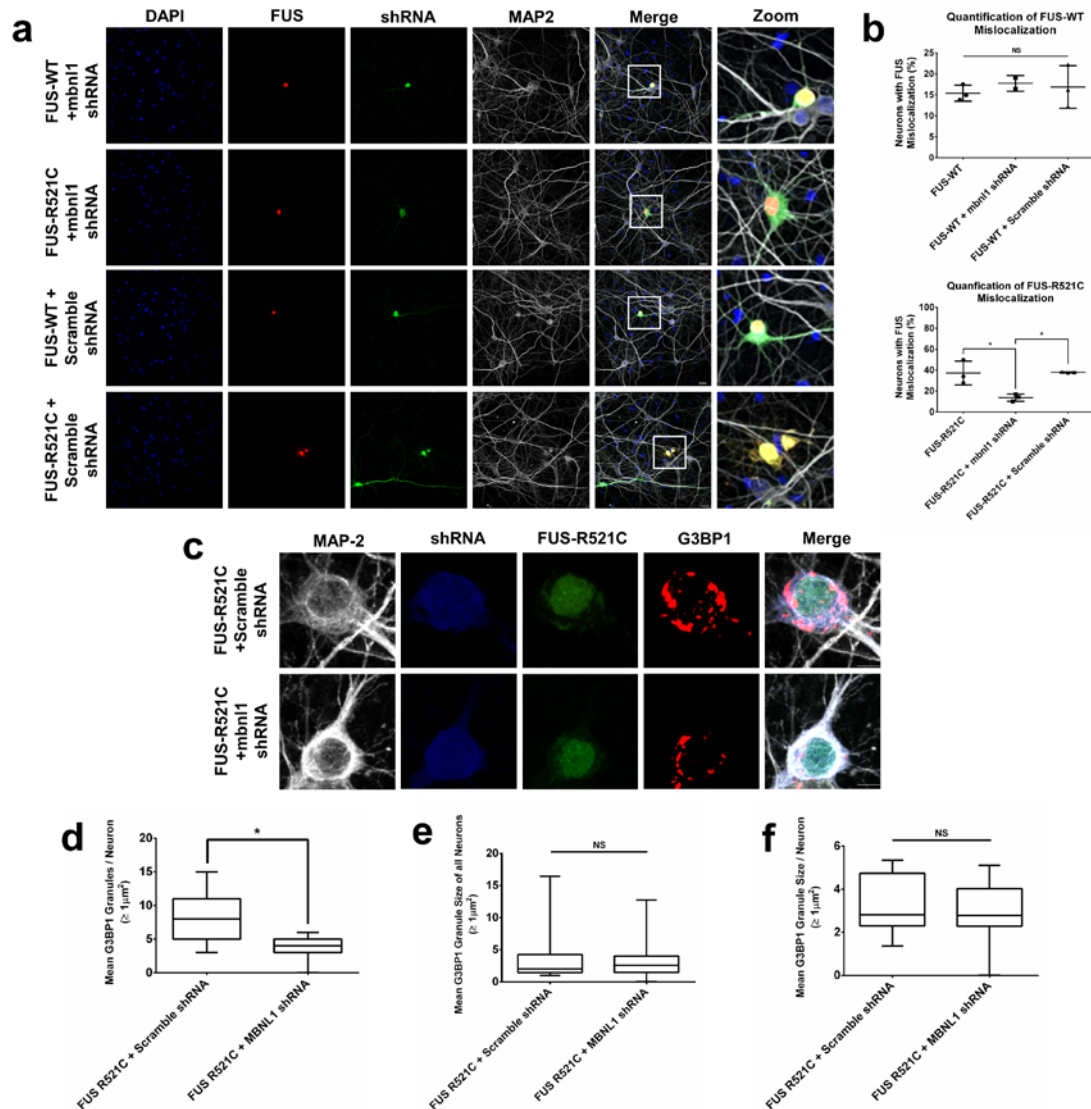 a
DAPI FUS shRNA MAP2 Merge Zoom
FUS-WT
+mbnl1
shRNA
FUS-R521C
+mbnl1
shRNA
FUS-WT +
Scramble
shRNA
FUS-R521C +
Scramble
shRNA
b
Quantification of FUS-WT
Mislocalization
Neurons with FUS
Mislocalization (%)
25
20
15
10
5
0
NS
FUS-WT
FUS-WT + mbnl1 shRNA
FUS-WT + Scramble shRNA
Quanfication of FUS-R521C
Mislocalization
Neurons with FUS
Mislocalization (%)
100
80
60
40
20
0
* *
FUS-R521C
FUS-R521C + mbnl1 shRNA
FUS-R521C + Scramble shRNA
c
MAP-2 shRNA FUS-R521C G3BP1 Merge
FUS-R521C
+Scramble
shRNA
FUS-R521C
+mbnl1
shRNA
d
Mean G3BP1 Granules / Neuron
(≥ 1μm²)
20
15
10
5
0
*
FUS R521C + Scramble shRNA
FUS R521C + MBNL1 shRNA
e
Mean G3BP1 Granule Size of all Neurons
(≥ 1μm²)
20
15
10
5
0
NS
FUS R521C + Scramble shRNA
FUS R521C + MBNL1 shRNA
f
Mean G3BP1 Granule Size / Neuron
(≥ 1μm²)
6
4
2
0
NS
FUS R521C + Scramble shRNA
FUS R521C + MBNL1 shRNA